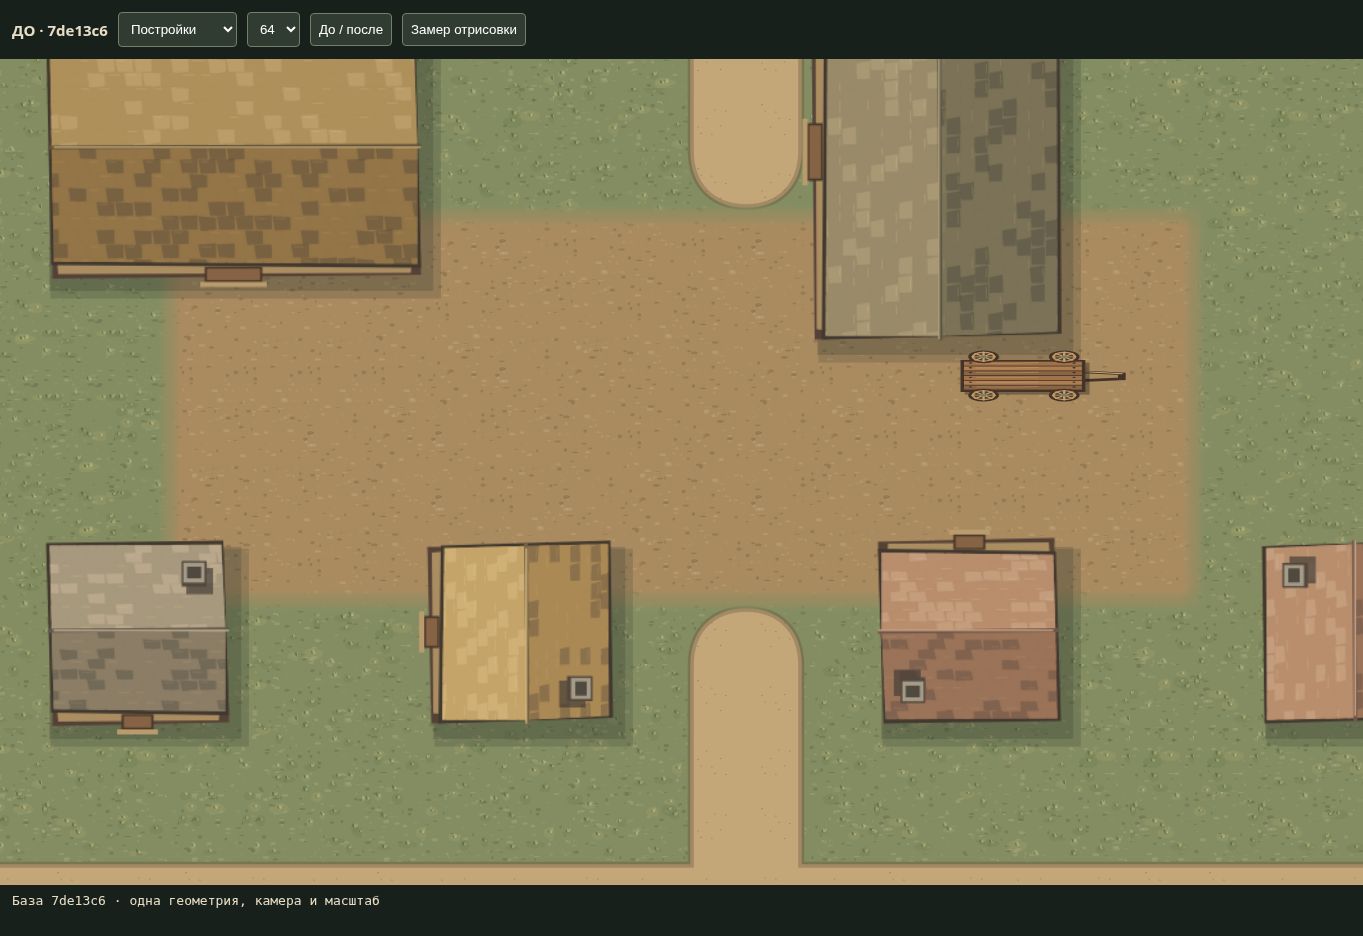 ДО · 7de13c6 Постройки 64 До / после Замер отрисовки
База 7de13c6 · одна геометрия, камера и масштаб